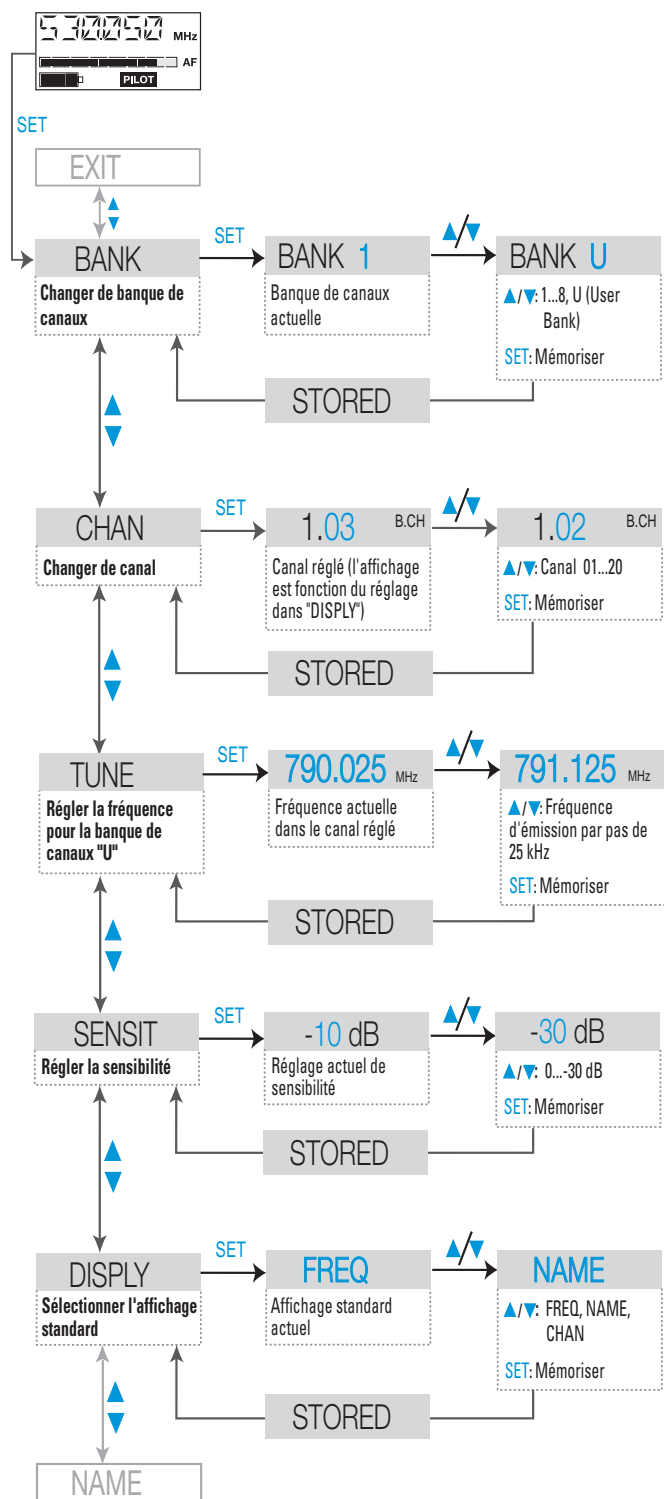 530.050 MHz
AF
PILOT
SET
EXIT
BANK
Changer de banque de
canaux
SET
BANK 1
Banque de canaux
actuelle
▲/▼
BANK U
▲/▼: 1...8, U (User
Bank)
SET: Mémoriser
STORED
CHAN
Changer de canal
SET
1.03 B.CH
Canal réglé (l'affichage
est fonction du réglage
dans "DISPLY")
▲/▼
1.02 B.CH
▲/▼: Canal 01...20
SET: Mémoriser
STORED
TUNE
Régler la fréquence
pour la banque de
canaux "U"
SET
790.025 MHz
Fréquence actuelle
dans le canal réglé
▲/▼
791.125 MHz
▲/▼: Fréquence
d'émission par pas de
25 kHz
SET: Mémoriser
STORED
SENSIT
Régler la sensibilité
SET
-10 dB
Réglage actuel de
sensibilité
▲/▼
-30 dB
▲/▼: 0...-30 dB
SET: Mémoriser
STORED
DISPLY
Sélectionner l'affichage
standard
SET
FREQ
Affichage standard
actuel
▲/▼
NAME
▲/▼: FREQ, NAME,
CHAN
SET: Mémoriser
STORED
NAME